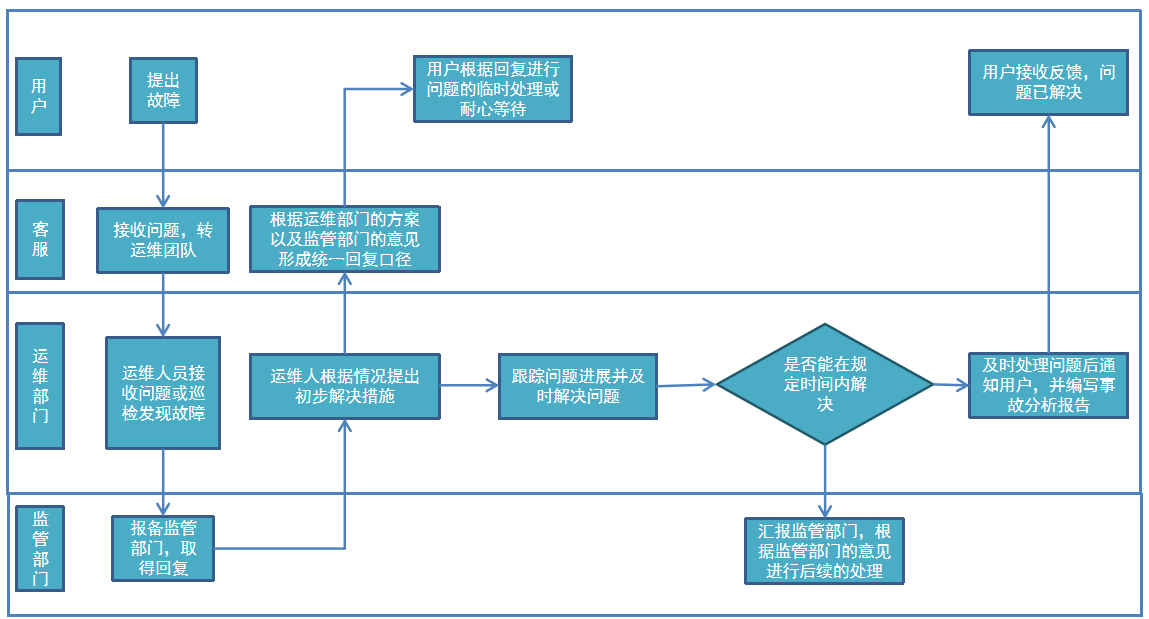 用
户
提出
故障
用户根据回复进行
问题的临时处理或
耐心等待
用户接收反馈，问
题已解决
客
服
接收问题，转
运维团队
根据运维部门的方案
以及监管部门的意见
形成统一回复口径
运
维
部
门
运维人员接
收问题或巡
检发现故障
运维人根据情况提出
初步解决措施
跟踪问题进展并及
时解决问题
是否能在规
定时间内解
决
及时处理问题后通
知用户，并编写事
故分析报告
监
管
部
门
报备监管
部门，取
得回复
汇报监管部门，根
据监管部门的意见
进行后续的处理